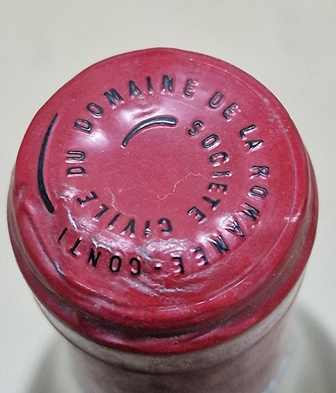 SOCIETE CIVILE DU DOMAINE DE LA ROMANEE-CONTI